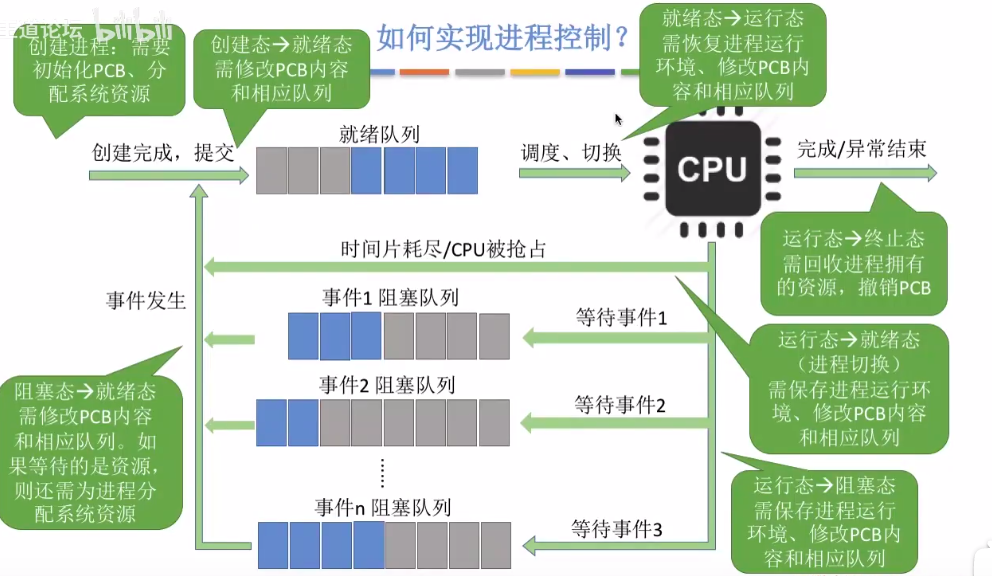 王道论坛 bilibili
如何实现进程控制？
创建进程：需要
初始化PCB、分
配系统资源
创建态→就绪态
需修改PCB内容
和相应队列
就绪态→运行态
需恢复进程运行
环境、修改PCB内
容和相应队列
创建完成，提交
就绪队列
调度、切换
CPU
完成/异常结束
运行态→终止态
需回收进程拥有
的资源，撤销PCB
时间片耗尽/CPU被抢占
事件发生
事件1 阻塞队列
等待事件1
运行态→就绪态
（进程切换）
需保存进程运行环
境、修改PCB内容
和相应队列
阻塞态→就绪态
需修改PCB内容
和相应队列。如
果等待的是资源，
则还需为进程分
配系统资源
事件2 阻塞队列
等待事件2
事件n 阻塞队列
等待事件3
运行态→阻塞态
需保存进程运行
环境、修改PCB内
容和相应队列